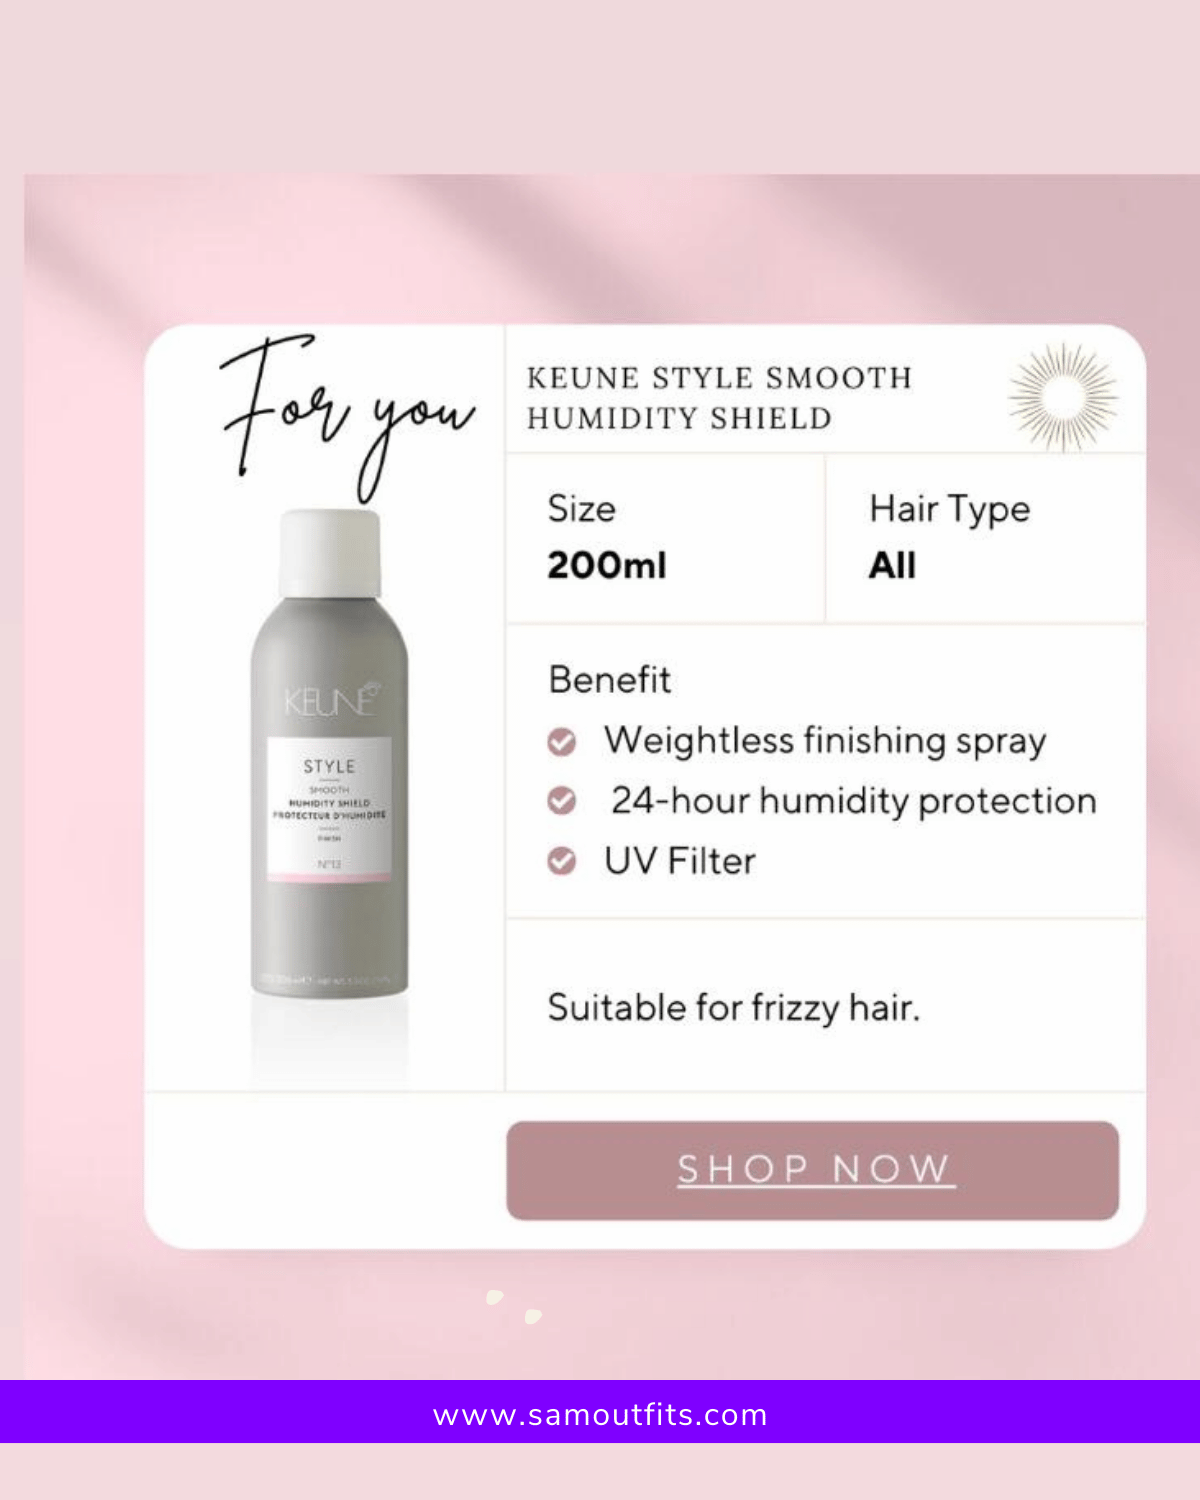 For you
KEUNE STYLE SMOOTH
HUMIDITY SHIELD
Size
200ml
Hair Type
All
Benefit
Weightless finishing spray
24-hour humidity protection
UV Filter
Suitable for frizzy hair.
KEUNE
STYLE
SMOOTH
HUMIDITY SHIELD
PROTECTEUR D'HUMIDITÉ
FINISH
N°13
SHOP NOW
www.samoutfits.com